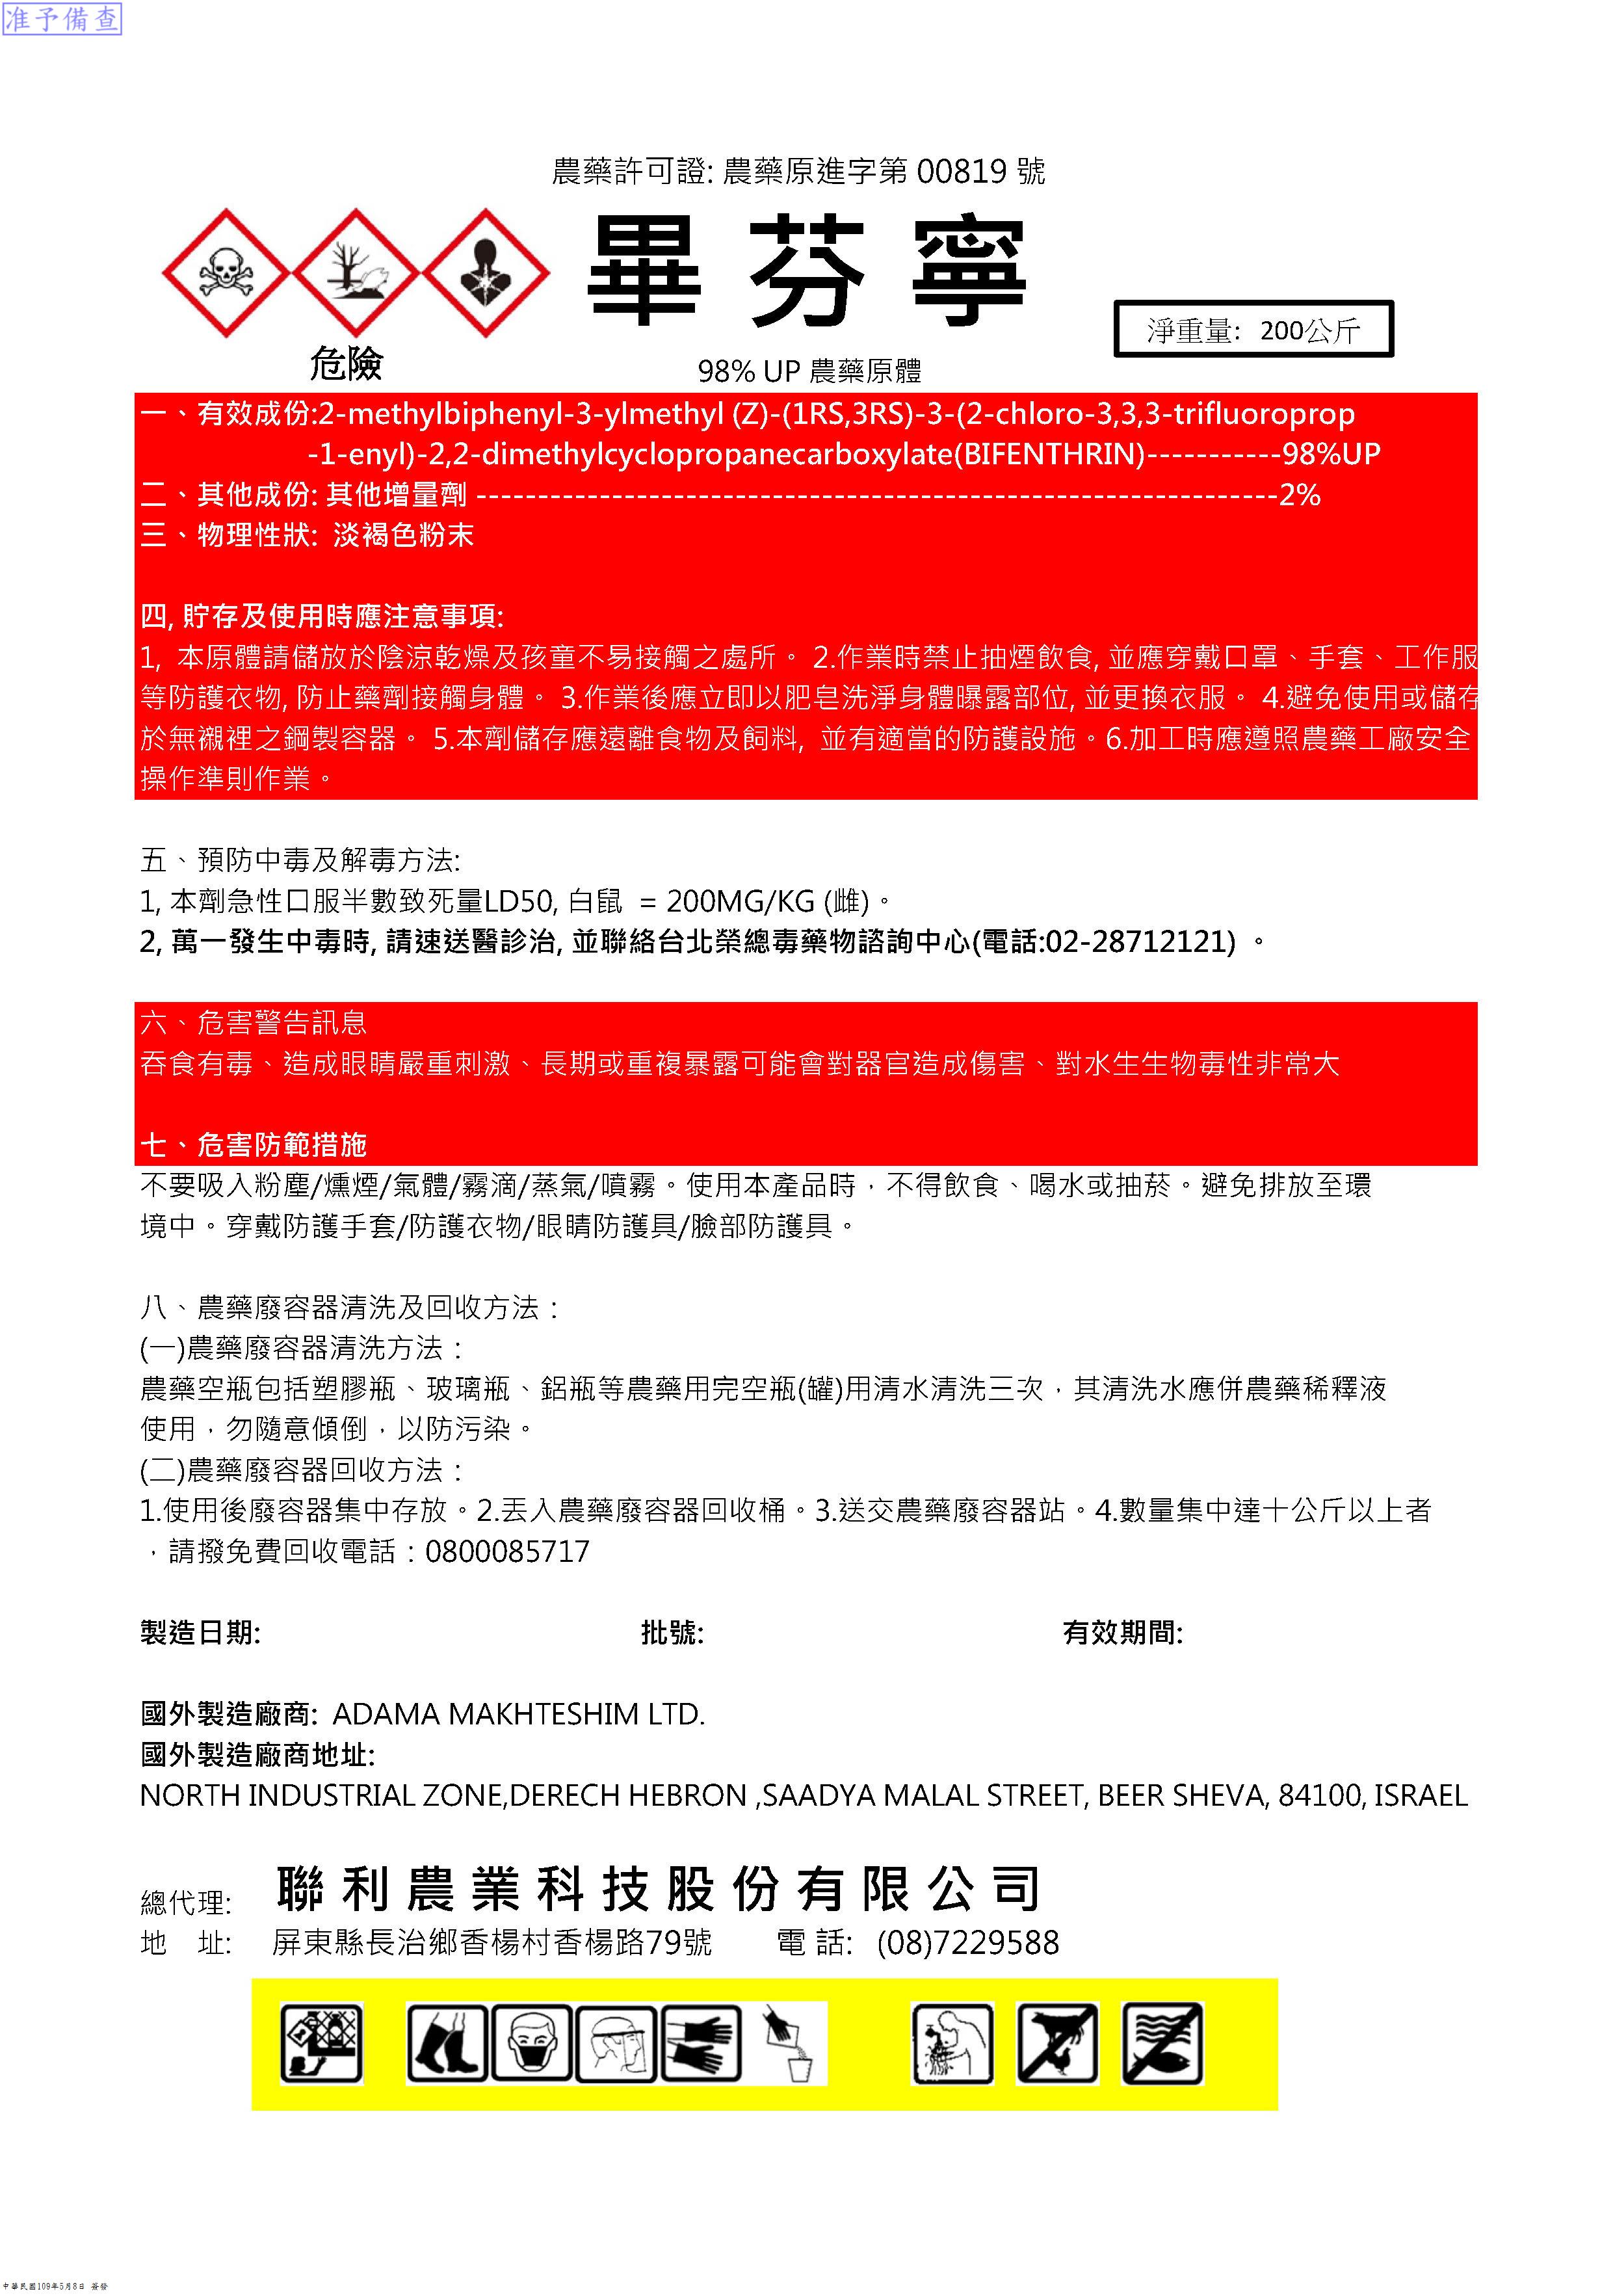 准予備查
農藥許可證: 農藥原進字第 00819 號
畢芬寧
淨重量: 200公斤
危險
98% UP 農藥原體
一、有效成份:2-methylbiphenyl-3-ylmethyl (Z)-(1RS,3RS)-3-(2-chloro-3,3,3-trifluoroprop
-1-enyl)-2,2-dimethylcyclopropanecarboxylate(BIFENTHRIN)-----------98%UP
二、其他成份: 其他增量劑 -----------------------------------------------------------------2%
三、物理性狀: 淡褐色粉末
四, 貯存及使用時應注意事項:
1, 本原體請儲放於陰涼乾燥及孩童不易接觸之處所。 2.作業時禁止抽煙飲食, 並應穿戴口罩、手套、工作服
等防護衣物, 防止藥劑接觸身體。 3.作業後應立即以肥皂洗淨身體曝露部位, 並更換衣服。 4.避免使用或儲存
於無襯裡之鋼製容器。 5.本劑儲存應遠離食物及飼料, 並有適當的防護設施。6.加工時應遵照農藥工廠安全
操作準則作業。
五、預防中毒及解毒方法:
1, 本劑急性口服半數致死量LD50, 白鼠 = 200MG/KG (雌)。
2, 萬一發生中毒時, 請速送醫診治, 並聯絡台北榮總毒藥物諮詢中心(電話:02-28712121) 。
六、危害警告訊息
吞食有毒、造成眼睛嚴重刺激、長期或重複暴露可能會對器官造成傷害、對水生生物毒性非常大
七、危害防範措施
不要吸入粉塵/燻煙/氣體/霧滴/蒸氣/噴霧。使用本產品時，不得飲食、喝水或抽菸。避免排放至環
境中。穿戴防護手套/防護衣物/眼睛防護具/臉部防護具。
八、農藥廢容器清洗及回收方法：
(一)農藥廢容器清洗方法：
農藥空瓶包括塑膠瓶、玻璃瓶、鋁瓶等農藥用完空瓶(罐)用清水清洗三次，其清洗水應併農藥稀釋液
使用，勿隨意傾倒，以防污染。
(二)農藥廢容器回收方法：
1.使用後廢容器集中存放。2.丟入農藥廢容器回收桶。3.送交農藥廢容器站。4.數量集中達十公斤以上者
，請撥免費回收電話：0800085717
製造日期: 批號: 有效期間:
國外製造廠商: ADAMA MAKHTESHIM LTD.
國外製造廠商地址:
NORTH INDUSTRIAL ZONE,DERECH HEBRON ,SAADYA MALAL STREET, BEER SHEVA, 84100, ISRAEL
總代理: 聯利農業科技股份有限公司
地 址: 屏東縣長治鄉香楊村香楊路79號 電 話: (08)7229588
中華民國109年5月8日 簽發